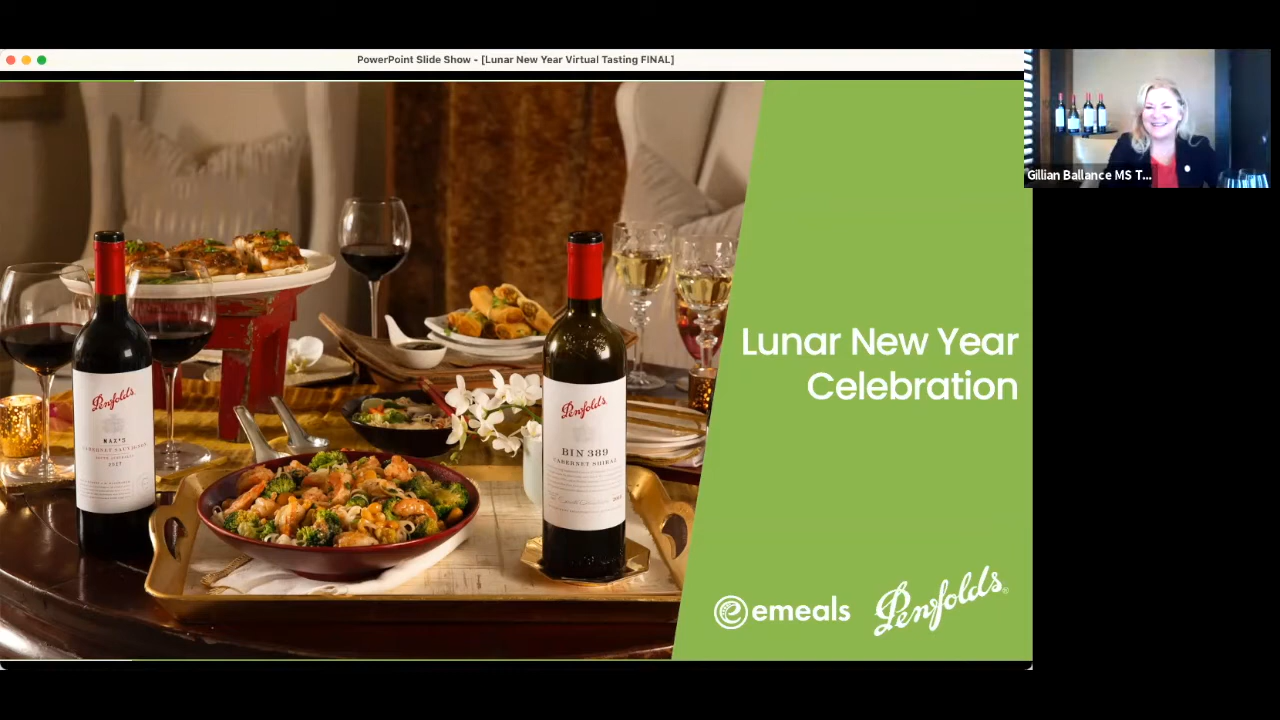 PowerPoint Slide Show - [Lunar New Year Virtual Tasting FINAL]
Gillian Ballance MS T...
Lunar New Year
Celebration
Penfolds
MAX'S
CABERNET SAUVIGNON
2017
Penfolds
BIN 389
CABERNET SHIRAZ
emeals
Penfolds®